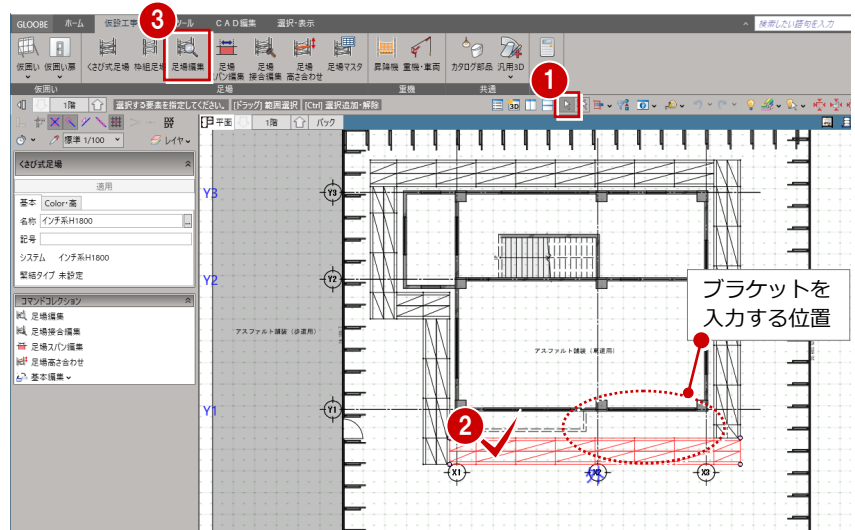 GLOOBE ホーム 仮設工事 ツール CAD編集 選択・表示 検索したい語句を入力
3
仮囲い 仮囲い扉 くさび式足場 枠組足場 足場編集 足場スパン編集 足場接合編集 足場高さ合わせ 足場マスタ 昇降機 重機・車両 カタログ部品 汎用3D
仮囲い 足場 重機 共通
1
1階 選択する要素を指定してください。 [ドラッグ] 範囲選択 [Ctrl] 選択追加・解除
平面 1階 パック
標準 1/100 レイヤ
くさび式足場
適用
基本 Color・高
名称 インチ系H1800
記号
システム インチ系H1800
緊結タイプ 未設定
コマンドコレクション
足場編集
足場接合編集
足場スパン編集
足場高さ合わせ
基本編集
Y3 Y3
Y2 Y2
ブラケットを
入力する位置
アスファルト舗装（歩道用）
アスファルト舗装（車道用）
Y1 Y1
2
X1 X2 X3